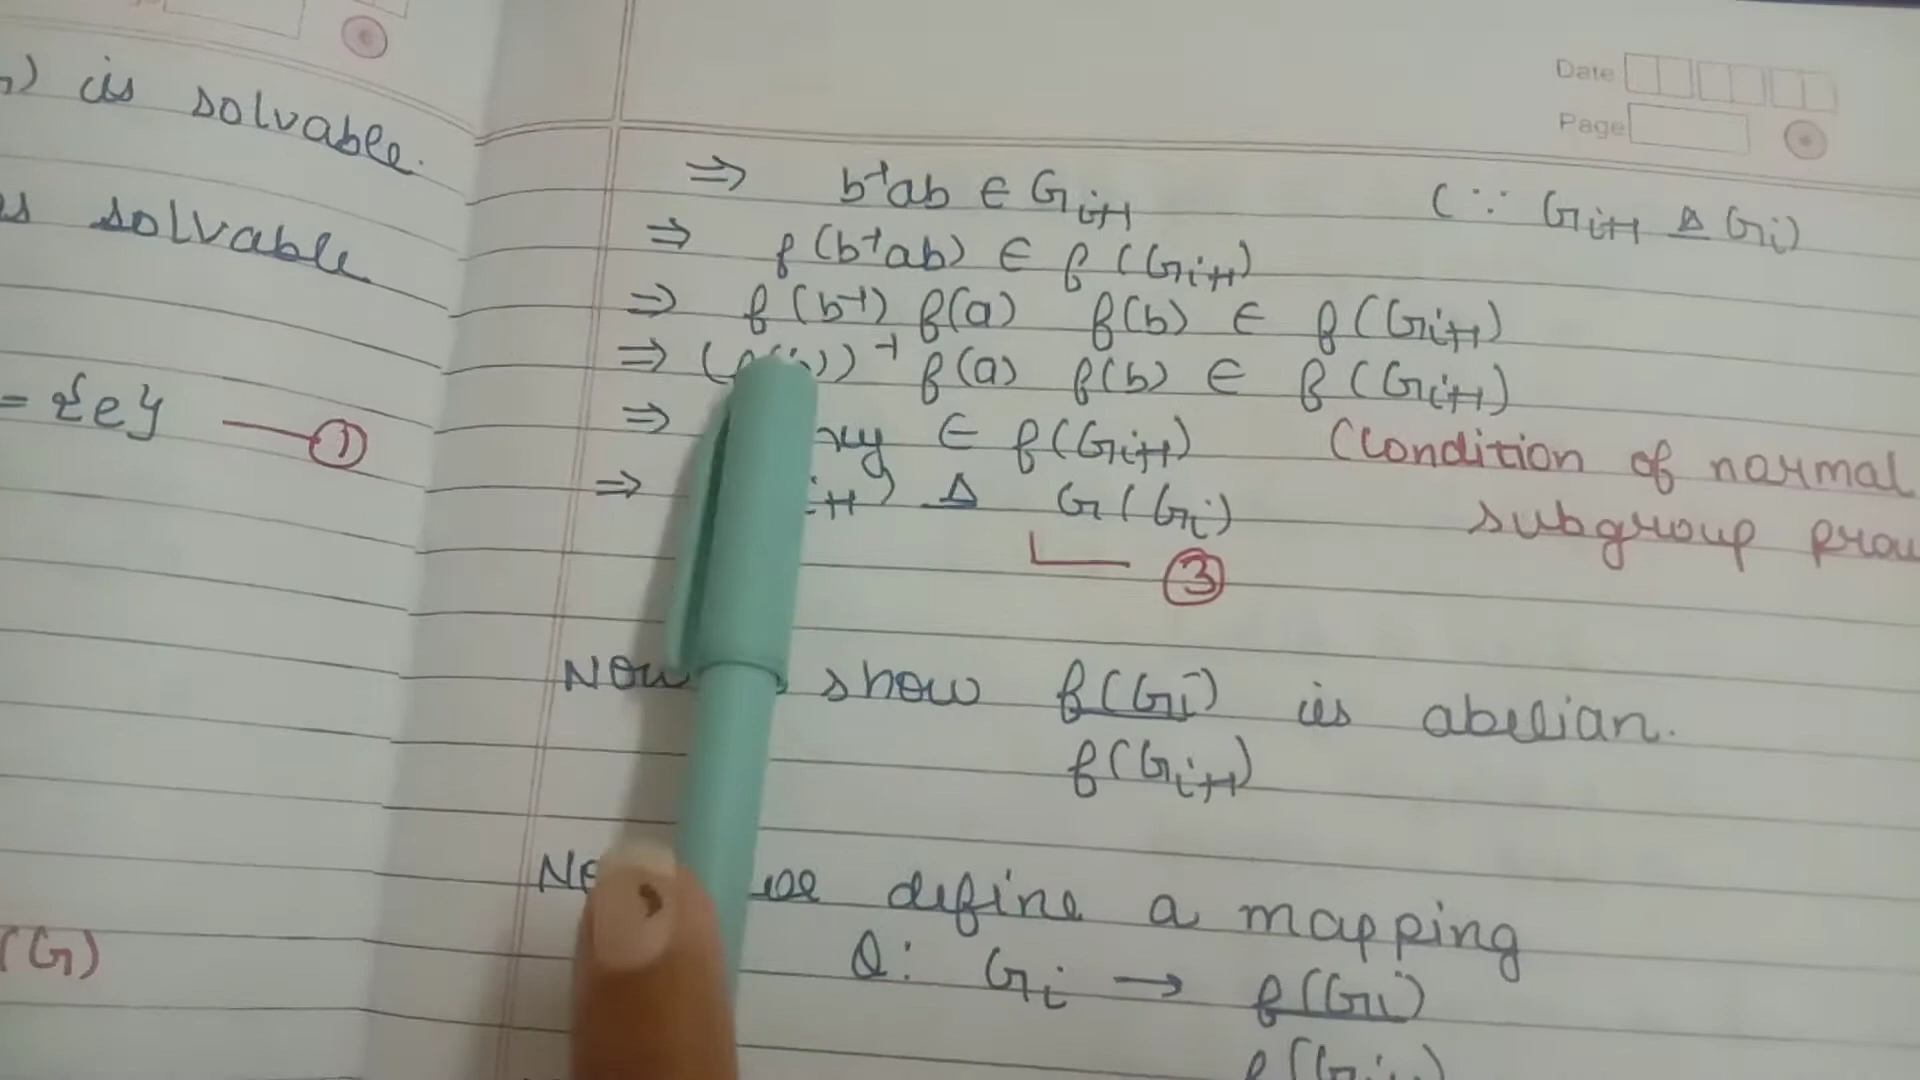 is solvable.
solvable
= {e} — ①
(G)
Date
Page
⇒ b⁻¹ab ∈ Gᵢ₊₁ (∵ Gᵢ₊₁ ⊴ Gᵢ)
⇒ f(b⁻¹ab) ∈ f(Gᵢ₊₁)
⇒ f(b⁻¹) f(a) f(b) ∈ f(Gᵢ₊₁)
⇒ ( ))⁻¹ f(a) f(b) ∈ f(Gᵢ₊₁)
⇒ xy ∈ f(Gᵢ₊₁) (Condition of normal
⇒ ᵢ₊₁) ⊴ G(Gᵢ) subgroup
③
Now show f(Gᵢ) is abelian.
f(Gᵢ₊₁)
we define a mapping
Q: Gᵢ → f(Gᵢ)